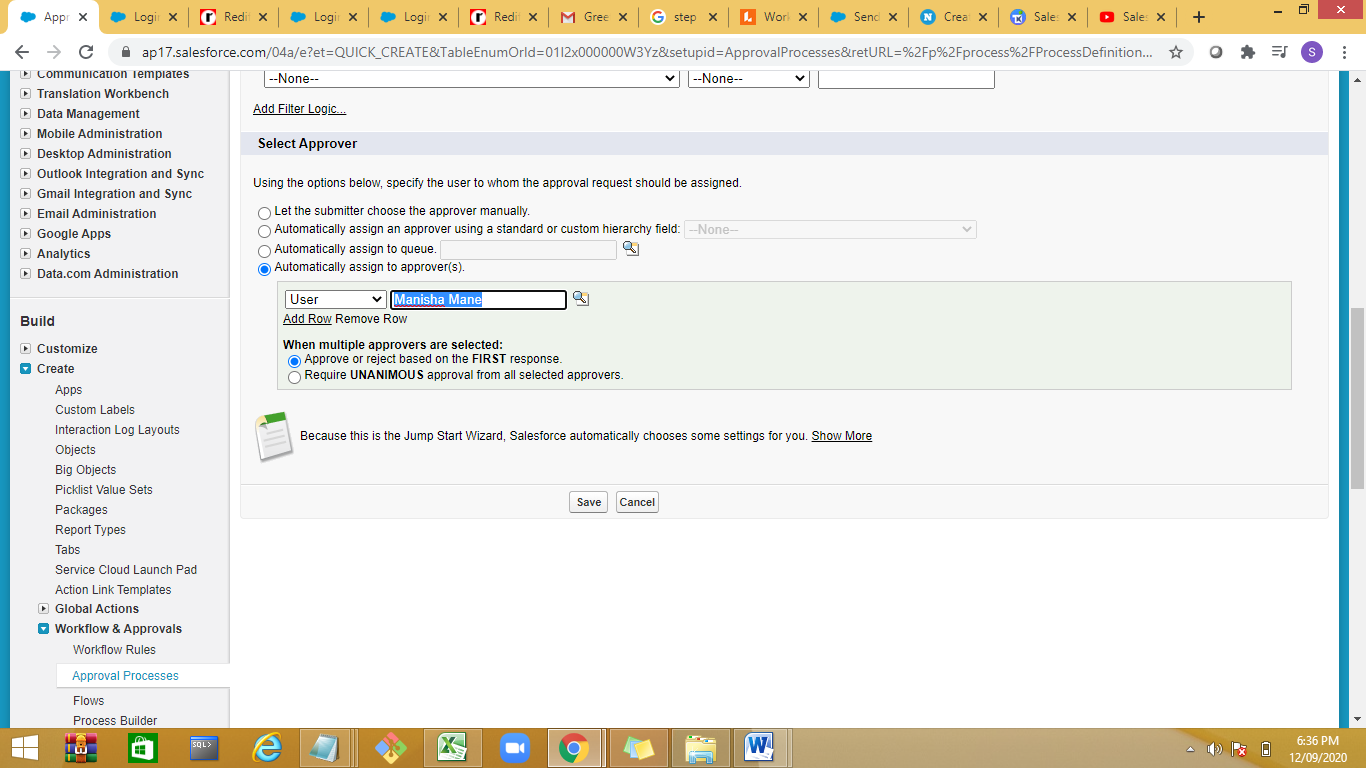 Appr
Login
Redif
Login
Login
Redif
Gree
step
Work
Send
Creat
Sales
Sales
ap17.salesforce.com/04a/e?et=QUICK_CREATE&TableEnumOrId=01I2x000000W3Yz&setupid=ApprovalProcesses&retURL=%2Fp%2Fprocess%2FProcessDefinition...
S
Communication Templates
Translation Workbench
Data Management
Mobile Administration
Desktop Administration
Outlook Integration and Sync
Gmail Integration and Sync
Email Administration
Google Apps
Analytics
Data.com Administration
Build
Customize
Create
Apps
Custom Labels
Interaction Log Layouts
Objects
Big Objects
Picklist Value Sets
Packages
Report Types
Tabs
Service Cloud Launch Pad
Action Link Templates
Global Actions
Workflow & Approvals
Workflow Rules
Approval Processes
Flows
Process Builder
--None-- --None--
Add Filter Logic...
Select Approver
Using the options below, specify the user to whom the approval request should be assigned.
Let the submitter choose the approver manually.
Automatically assign an approver using a standard or custom hierarchy field: --None--
Automatically assign to queue.
Automatically assign to approver(s).
User Manisha Mane
Add Row Remove Row
When multiple approvers are selected:
Approve or reject based on the FIRST response.
Require UNANIMOUS approval from all selected approvers.
Because this is the Jump Start Wizard, Salesforce automatically chooses some settings for you. Show More
Save Cancel
SQL>
6:36 PM
12/09/2020